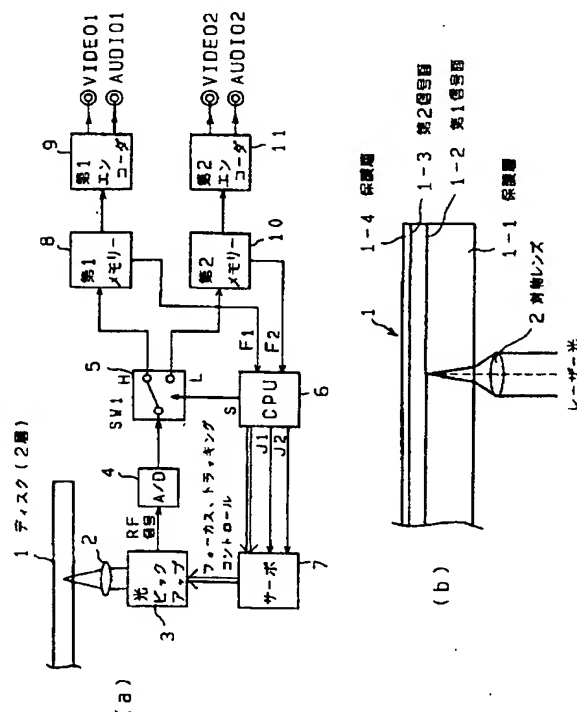 (a)
1 ディスク(2層)
2
光
ピック
アップ
3
RF
信号
A/D
4
SW1
H
L
5
S
CPU
6
F1
F2
J1
J2
フォーカス、トラッキング
コントロール
サーボ
7
第1
メモリー
8
第2
メモリー
10
第1
エン
コーダ
9
第2
エン
コーダ
11
VIDEO1
AUDIO1
VIDEO2
AUDIO2
(b)
1
1-4 保護層
1-3 第2信号面
1-2 第1信号面
1-1 保護層
2 対物レンズ
レーザー光